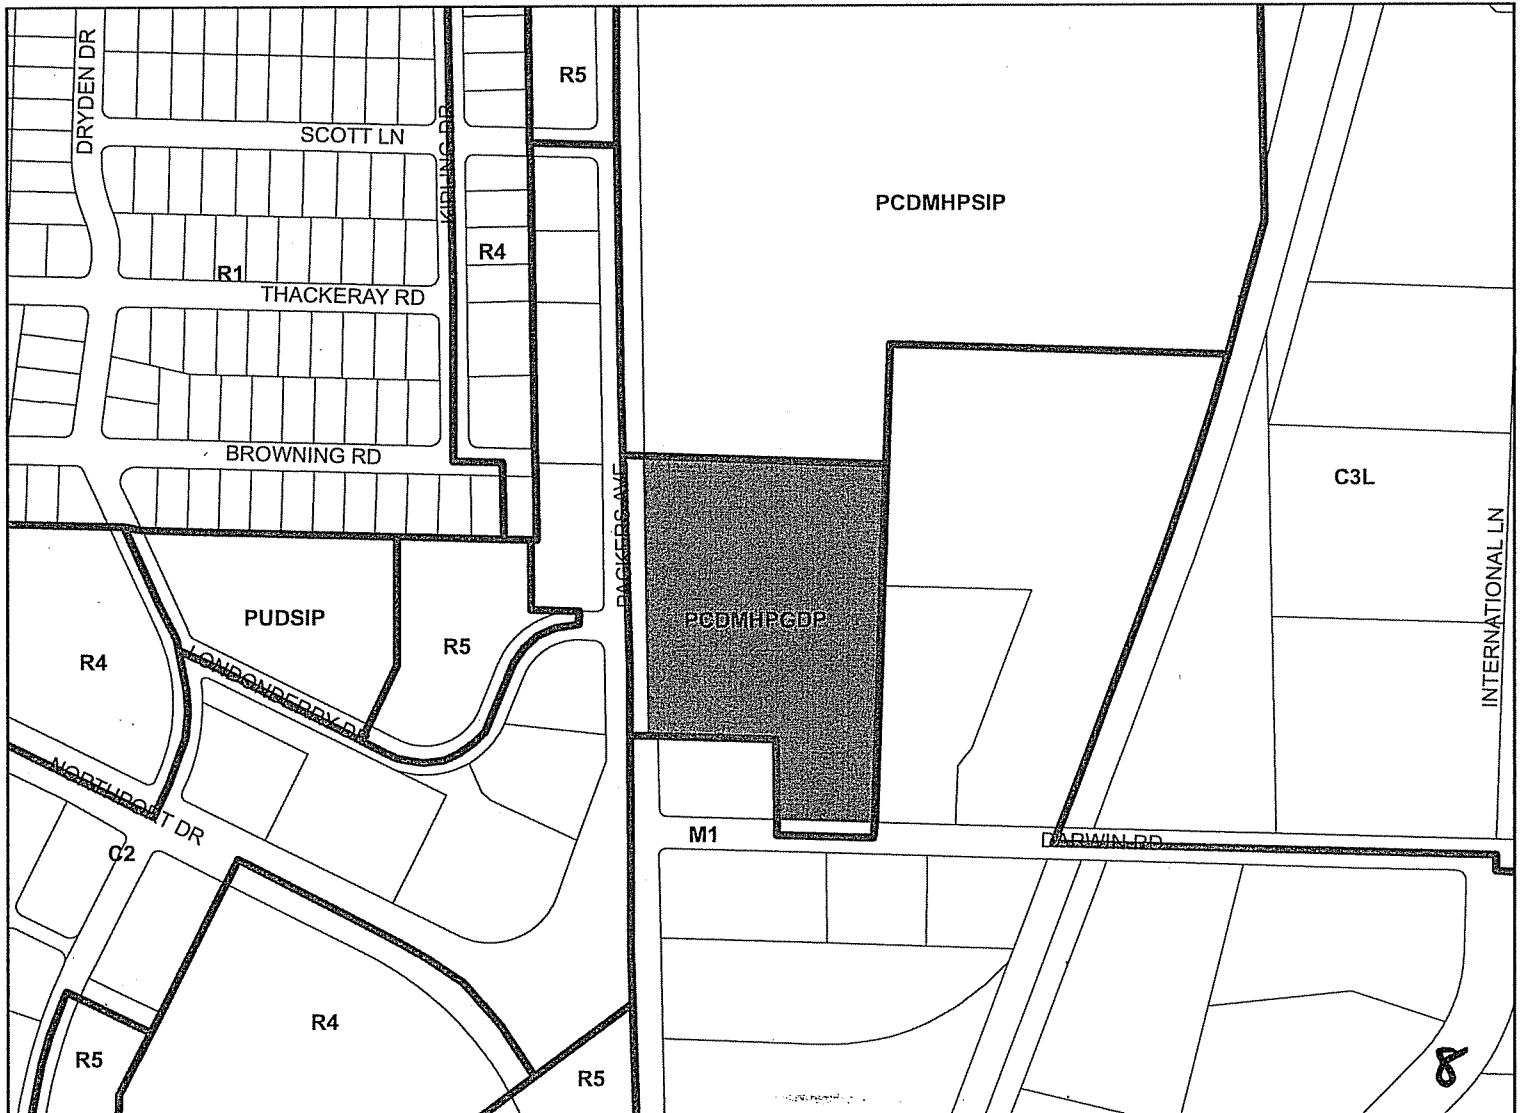 DRYDEN DR
R5
SCOTT LN
KIPLING DR
PCDMHPSIP
R4
R1
THACKERAY RD
BROWNING RD
C3L
PACKERS AVE
INTERNATIONAL LN
PUDSIP
PCDMHPGDP
R5
R4
LONDONDERRY DR
NORTHPORT DR
M1
DARWIN RD
C2
R4
R5
R5
8